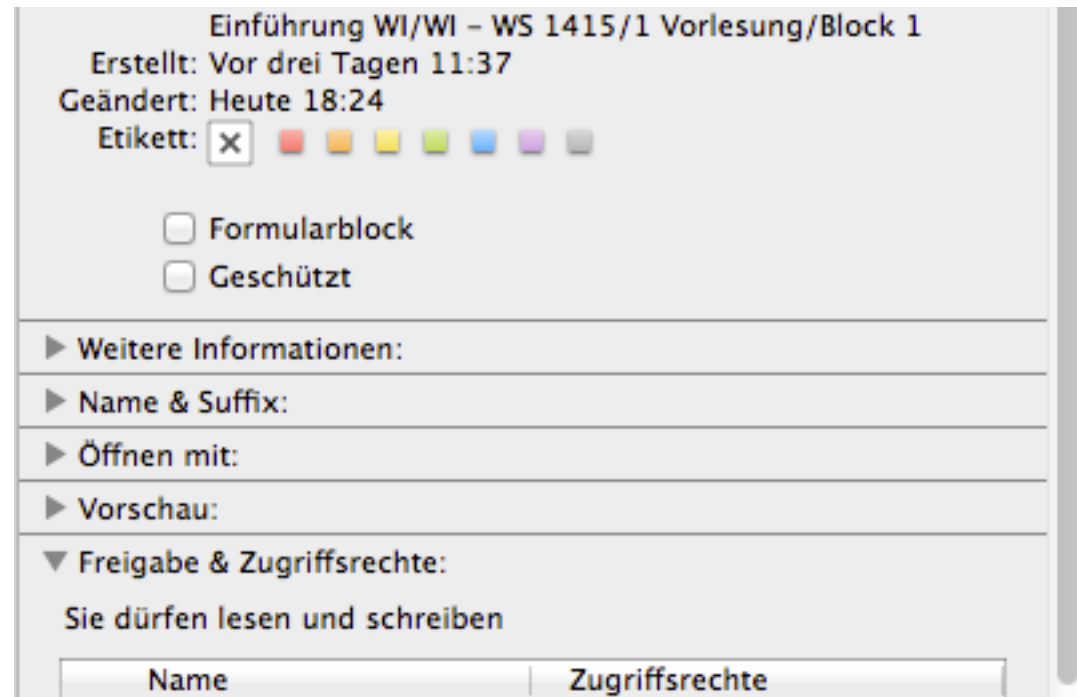 Einführung WI/WI – WS 1415/1 Vorlesung/Block 1
Erstellt: Vor drei Tagen 11:37
Geändert: Heute 18:24
Etikett:
Formularblock
Geschützt
Weitere Informationen:
Name & Suffix:
Öffnen mit:
Vorschau:
Freigabe & Zugriffsrechte:
Sie dürfen lesen und schreiben
Name Zugriffsrechte